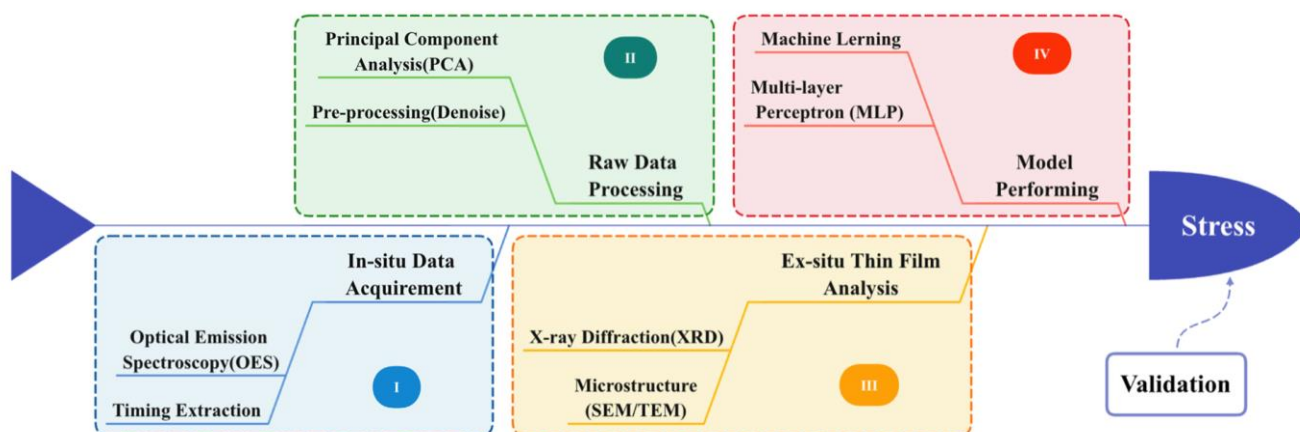 Principal Component
Analysis(PCA)
Pre-processing(Denoise)
II
Raw Data
Processing
Machine Lerning
Multi-layer
Perceptron (MLP)
IV
Model
Performing
Stress
In-situ Data
Acquirement
Optical Emission
Spectroscopy(OES)
Timing Extraction
I
Ex-situ Thin Film
Analysis
X-ray Diffraction(XRD)
Microstructure
(SEM/TEM)
III
Validation